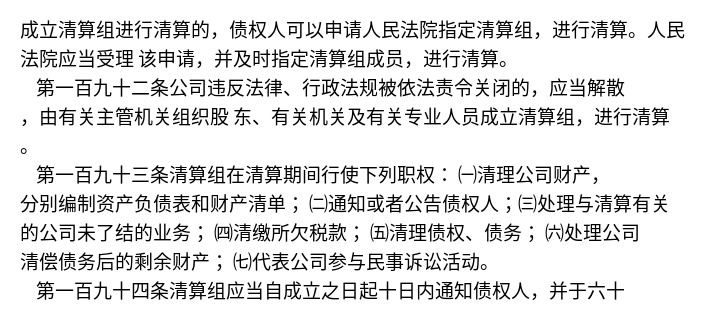 成立清算组进行清算的，债权人可以申请人民法院指定清算组，进行清算。人民
法院应当受理 该申请，并及时指定清算组成员，进行清算。
第一百九十二条公司违反法律、行政法规被依法责令关闭的，应当解散
，由有关主管机关组织股 东、有关机关及有关专业人员成立清算组，进行清算
。
第一百九十三条清算组在清算期间行使下列职权： ㈠清理公司财产，
分别编制资产负债表和财产清单； ㈡通知或者公告债权人；㈢处理与清算有关
的公司未了结的业务； ㈣清缴所欠税款； ㈤清理债权、债务； ㈥处理公司
清偿债务后的剩余财产； ㈦代表公司参与民事诉讼活动。
第一百九十四条清算组应当自成立之日起十日内通知债权人，并于六十